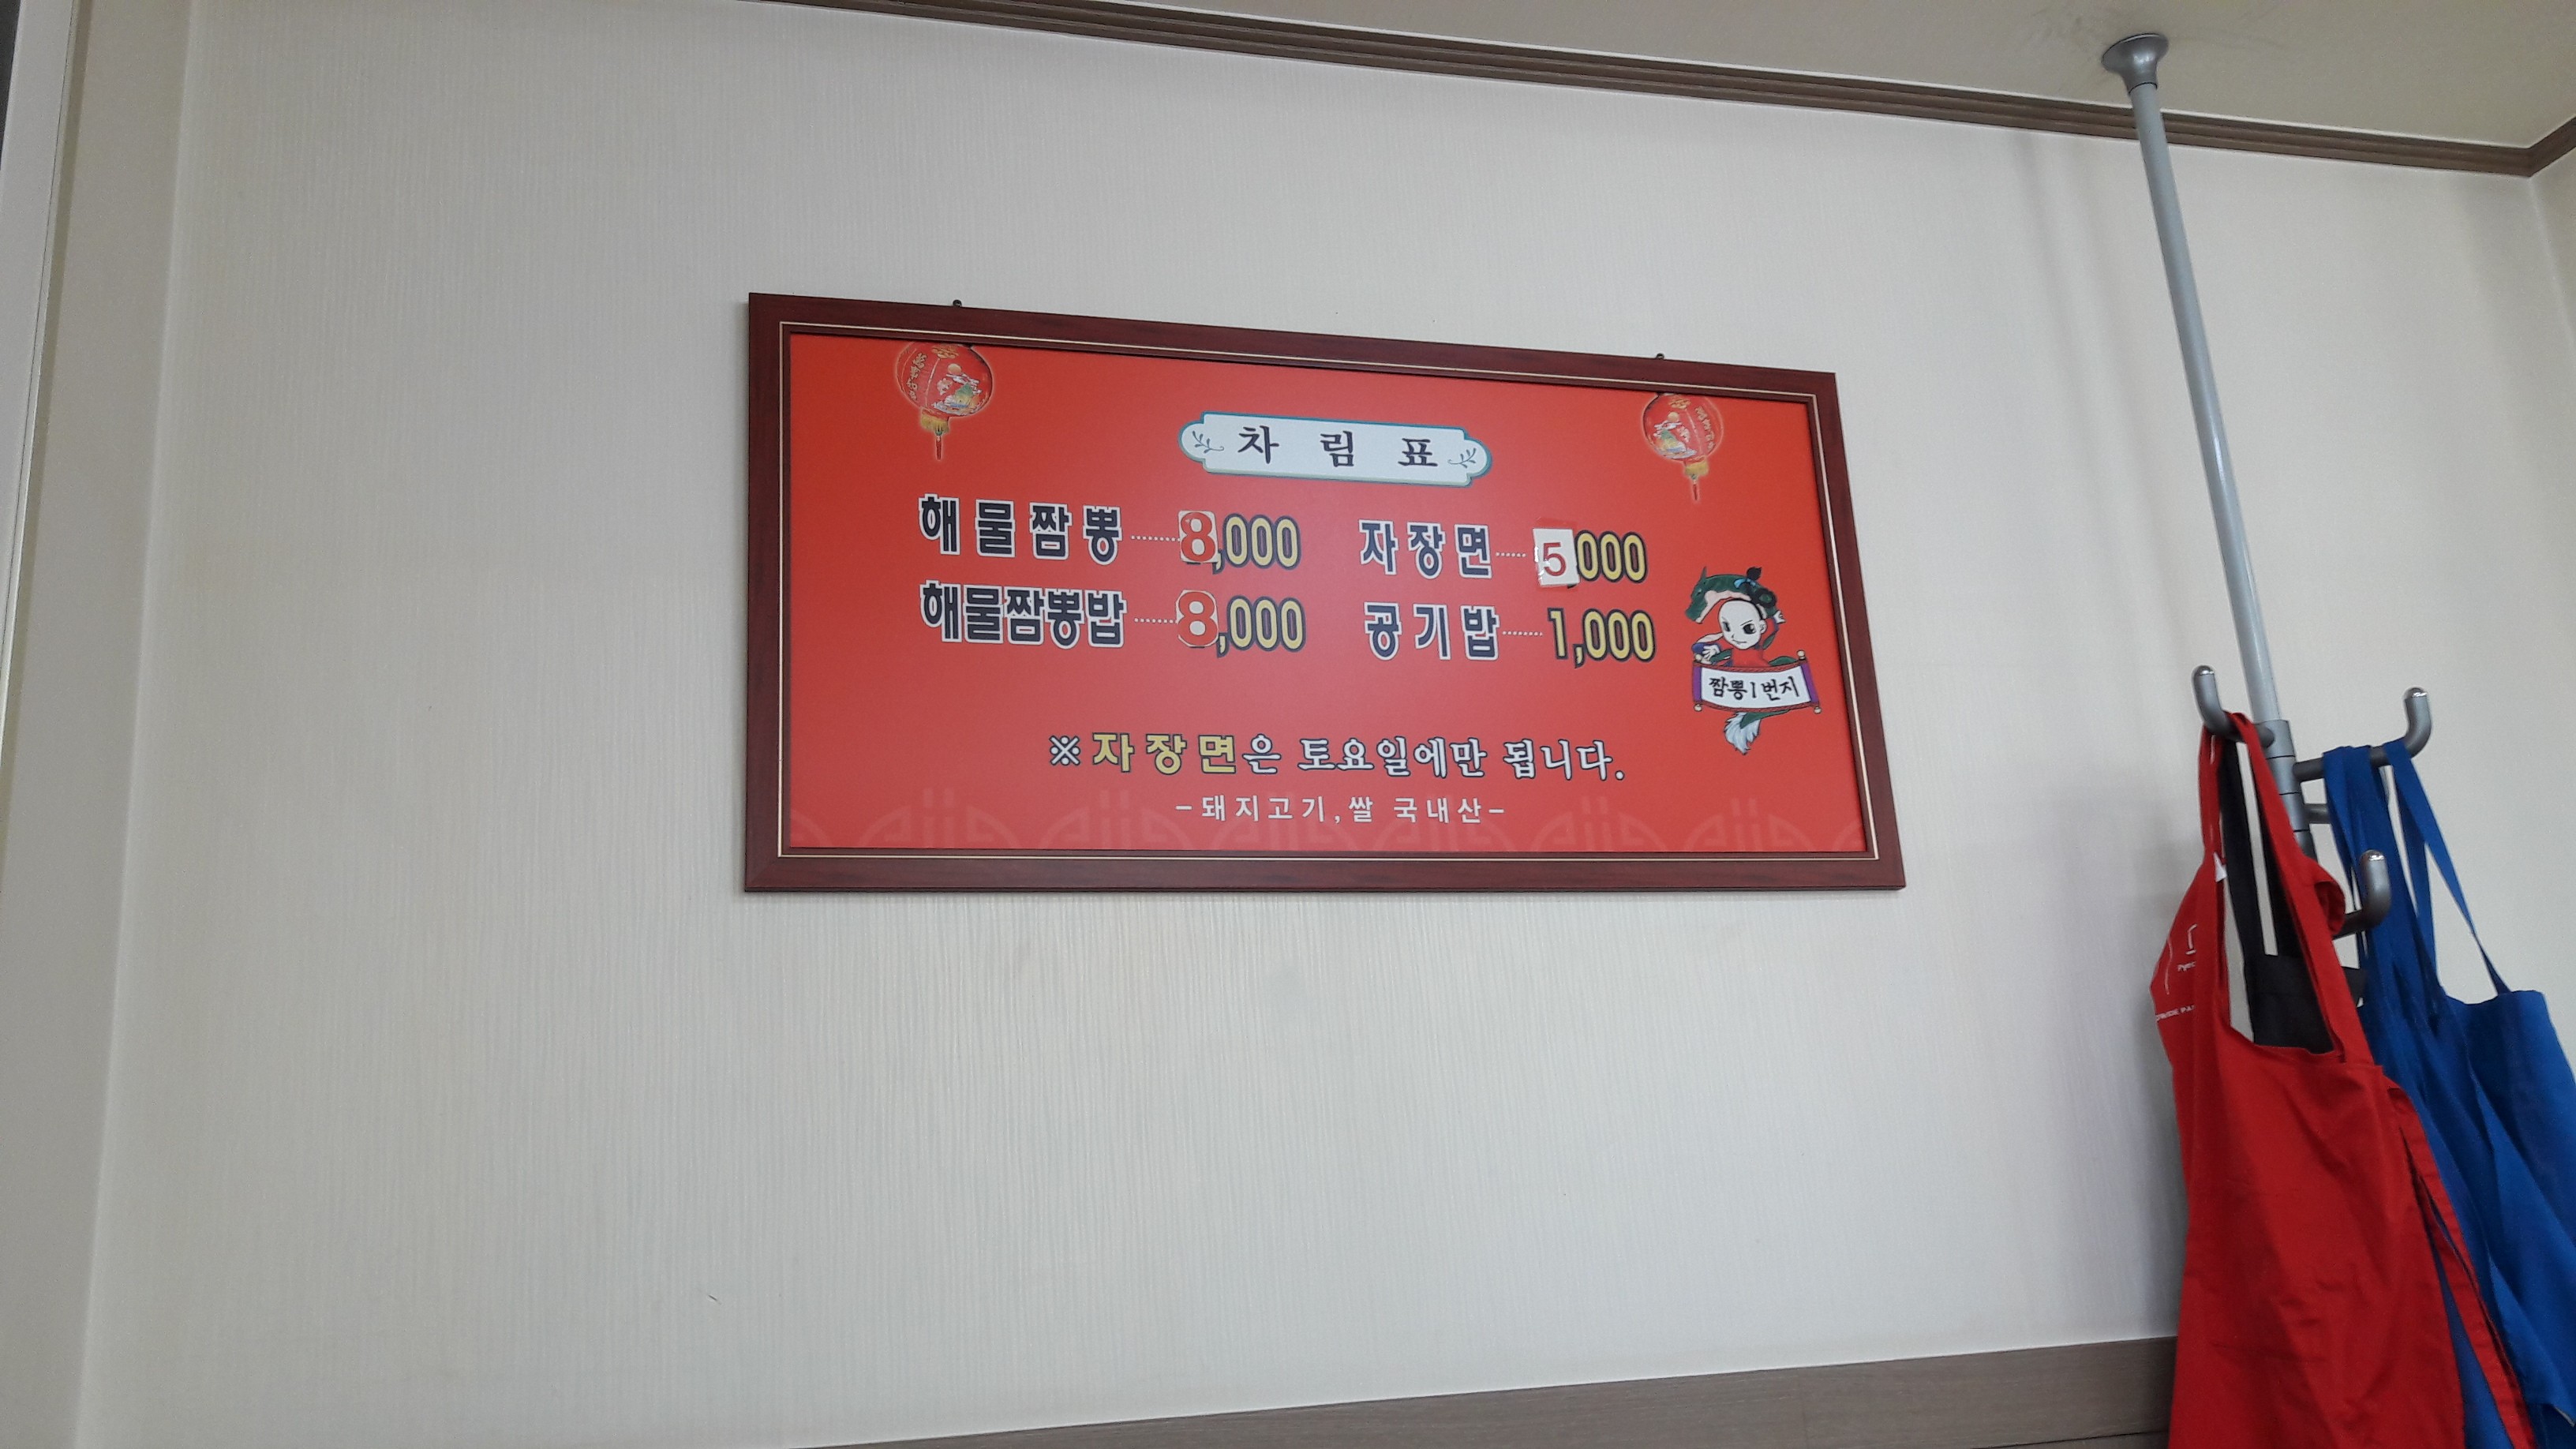 차림표
해물짬뽕 8,000 자장면 5,000
해물짬뽕밥 8,000 공기밥 1,000
짬뽕1번지
※자장면은 토요일에만 됩니다.
-돼지고기,쌀 국내산-